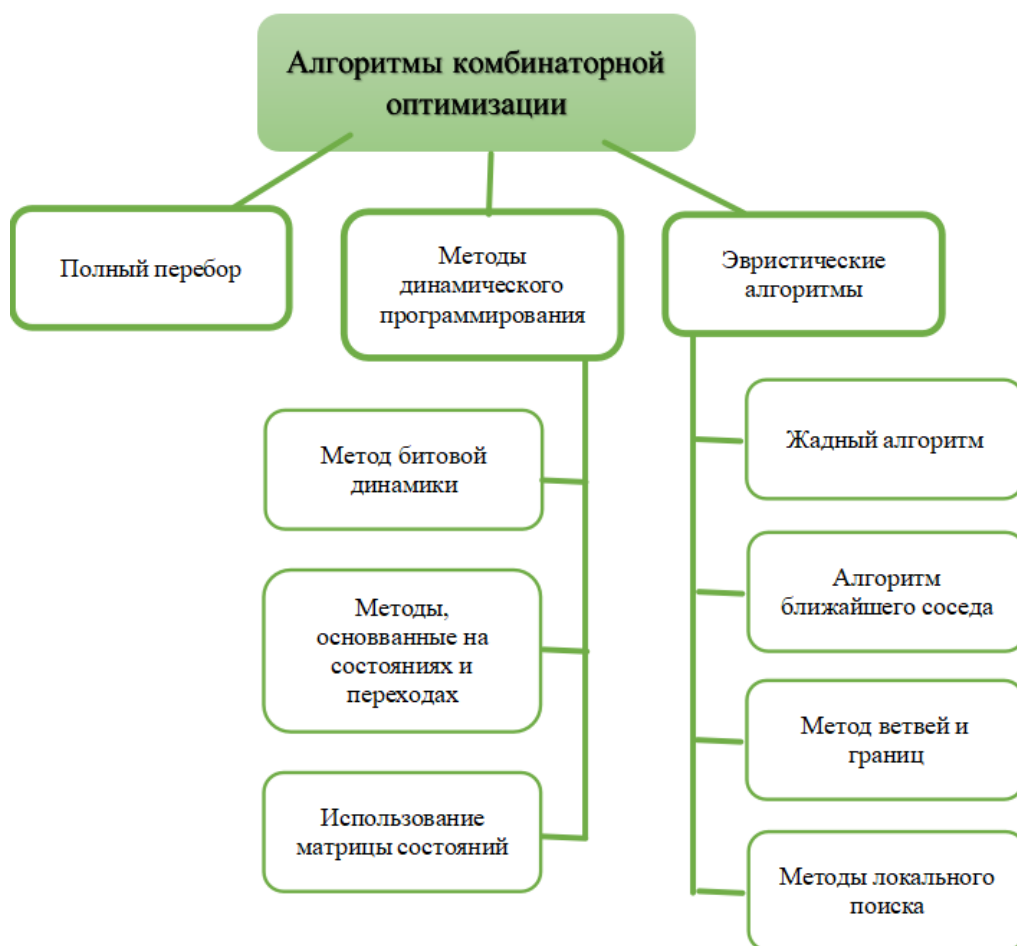 Алгоритмы комбинаторной
оптимизации
Полный перебор
Методы
динамического
программирования
Эвристические
алгоритмы
Метод битовой
динамики
Методы,
основванные на
состояниях и
переходах
Использование
матрицы состояний
Жадный алгоритм
Алгоритм
ближайшего соседа
Метод ветвей и
границ
Методы локального
поиска